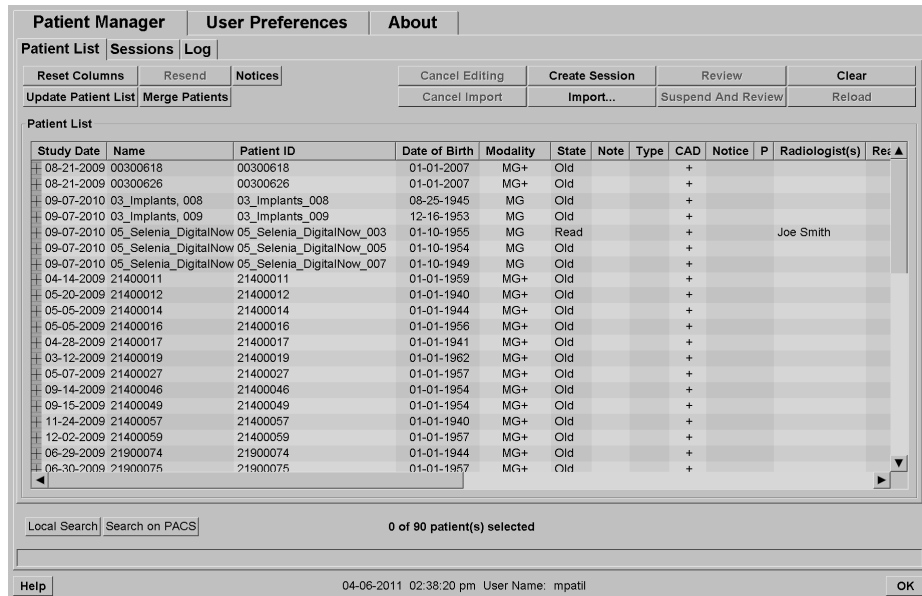 Patient Manager User Preferences About
Patient List Sessions Log
Reset Columns Resend Notices Cancel Editing Create Session Review Clear
Update Patient List Merge Patients Cancel Import Import... Suspend And Review Reload
Patient List
Study Date Name Patient ID Date of Birth Modality State Note Type CAD Notice P Radiologist(s) Rea
08-21-2009 00300618 00300618 01-01-2007 MG+ Old +
08-21-2009 00300626 00300626 01-01-2007 MG+ Old +
09-07-2010 03_Implants, 008 03_Implants_008 08-25-1945 MG Old +
09-07-2010 03_Implants, 009 03_Implants_009 12-16-1953 MG Old +
09-07-2010 05_Selenia_DigitalNow 05_Selenia_DigitalNow_003 01-10-1955 MG Read + Joe Smith
09-07-2010 05_Selenia_DigitalNow 05_Selenia_DigitalNow_005 01-10-1954 MG Old +
09-07-2010 05_Selenia_DigitalNow 05_Selenia_DigitalNow_007 01-10-1949 MG Old +
04-14-2009 21400011 21400011 01-01-1959 MG+ Old +
05-20-2009 21400012 21400012 01-01-1940 MG+ Old +
05-05-2009 21400014 21400014 01-01-1944 MG+ Old +
05-05-2009 21400016 21400016 01-01-1956 MG+ Old +
04-28-2009 21400017 21400017 01-01-1941 MG+ Old +
03-12-2009 21400019 21400019 01-01-1962 MG+ Old +
05-07-2009 21400027 21400027 01-01-1957 MG+ Old +
09-14-2009 21400046 21400046 01-01-1954 MG+ Old +
09-15-2009 21400049 21400049 01-01-1954 MG+ Old +
11-24-2009 21400057 21400057 01-01-1940 MG+ Old +
12-02-2009 21400059 21400059 01-01-1957 MG+ Old +
06-29-2009 21900074 21900074 01-01-1944 MG+ Old +
06-30-2009 21900075 21900075 01-01-1957 MG+ Old +
Local Search Search on PACS 0 of 90 patient(s) selected
Help 04-06-2011 02:38:20 pm User Name: mpatil OK